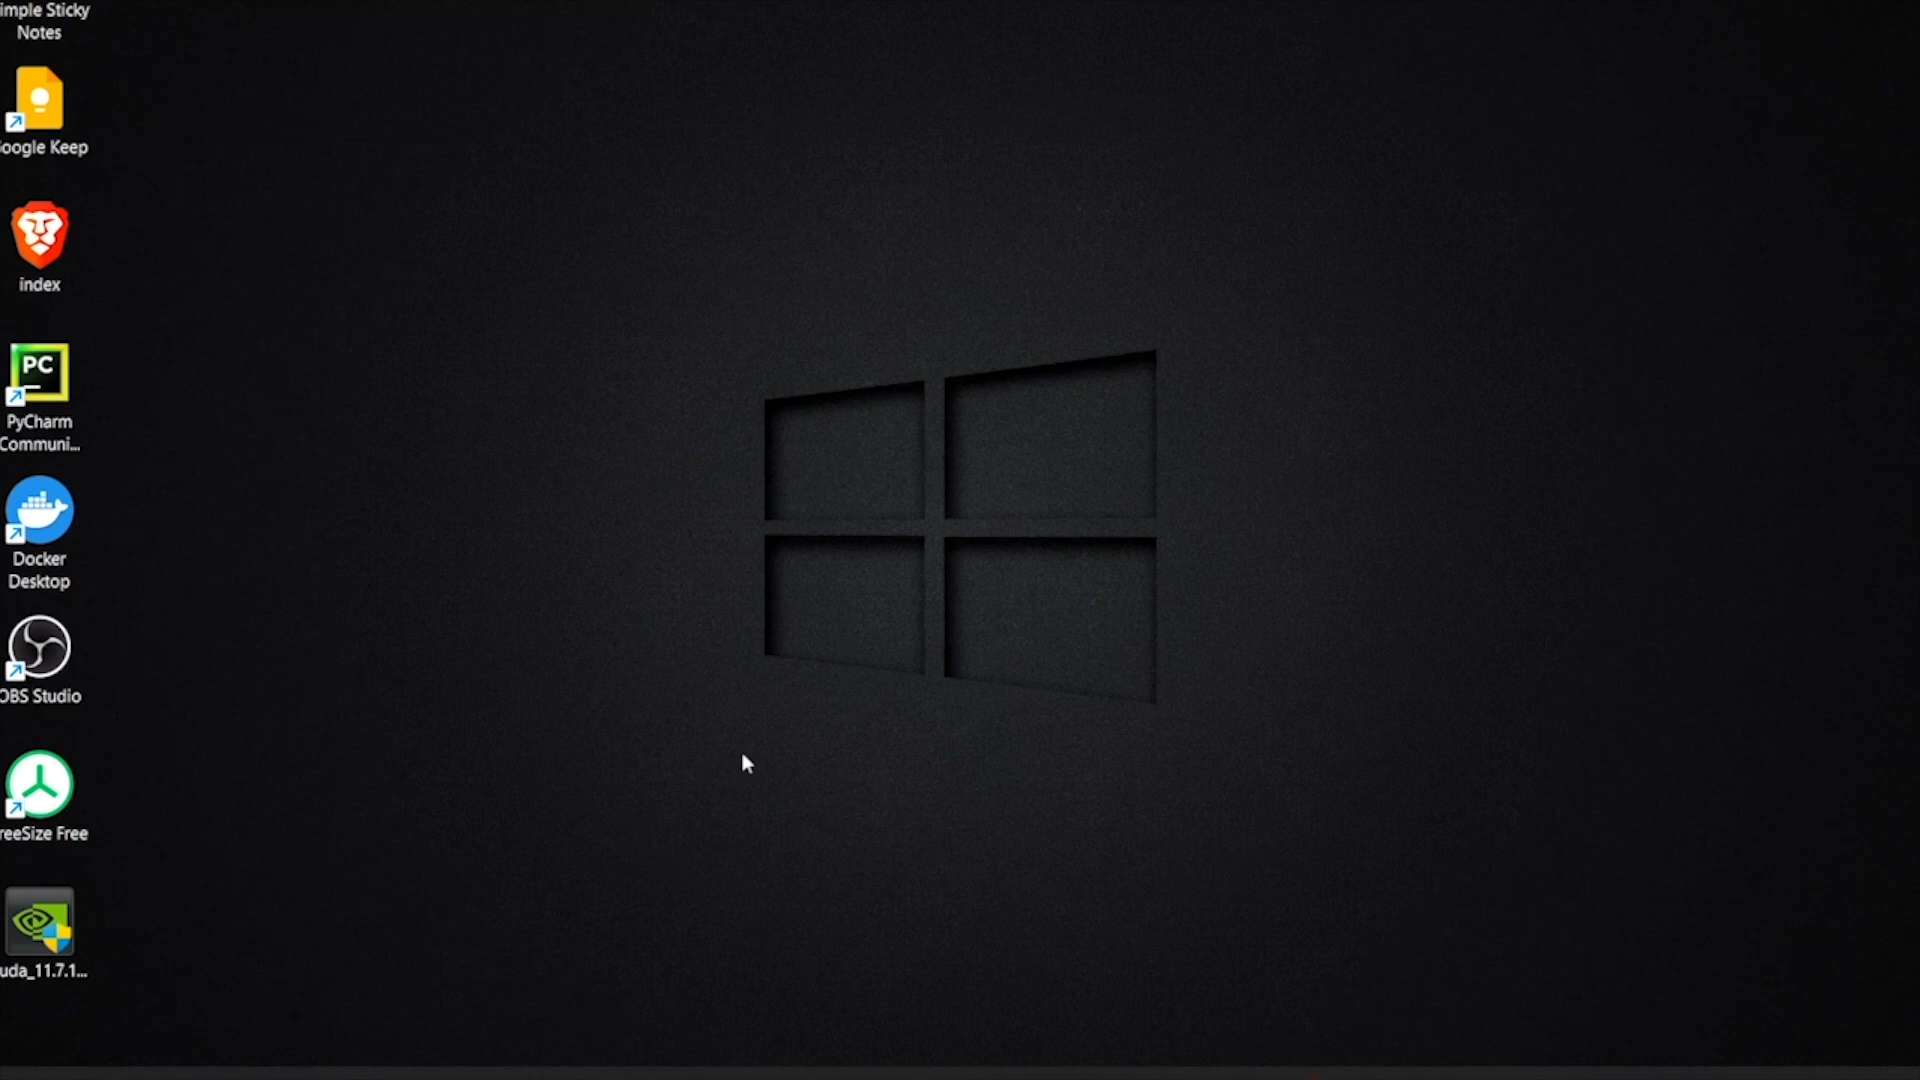 imple Sticky
Notes
oogle Keep
index
PC
PyCharm
Communi...
Docker
Desktop
OBS Studio
reeSize Free
uda_11.7.1...